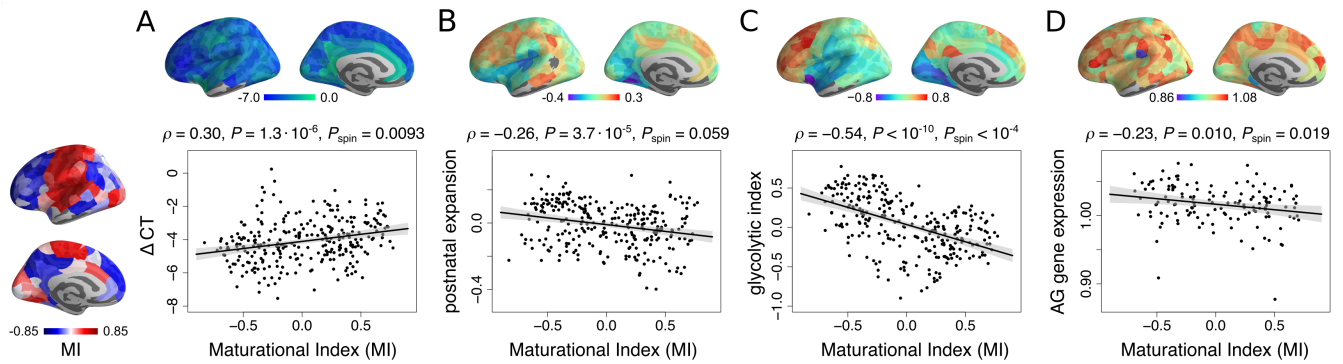 A
-7.0 0.0
ρ = 0.30, P = 1.3 · 10⁻⁶, Pspin = 0.0093
Δ CT
0
−2
−4
−6
−8
−0.5 0.0 0.5
Maturational Index (MI)
-0.85 0.85
MI
B
-0.4 0.3
ρ = −0.26, P = 3.7 · 10⁻⁵, Pspin = 0.059
postnatal expansion
0.0
−0.4
−0.5 0.0 0.5
Maturational Index (MI)
C
−0.8 0.8
ρ = −0.54, P < 10⁻¹⁰, Pspin < 10⁻⁴
glycolytic index
0.5
0.0
−0.5
−1.0
−0.5 0.0 0.5
Maturational Index (MI)
D
0.86 1.08
ρ = −0.23, P = 0.010, Pspin = 0.019
AG gene expression
1.00
0.90
−0.5 0.0 0.5
Maturational Index (MI)